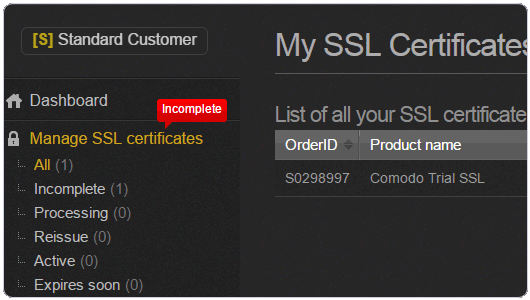 [S] Standard Customer
My SSL Certificates
Dashboard
Incomplete
Manage SSL certificates
All (1)
Incomplete (1)
Processing (0)
Reissue (0)
Active (0)
Expires soon (0)
List of all your SSL certificate
OrderID Product name
S0298997 Comodo Trial SSL